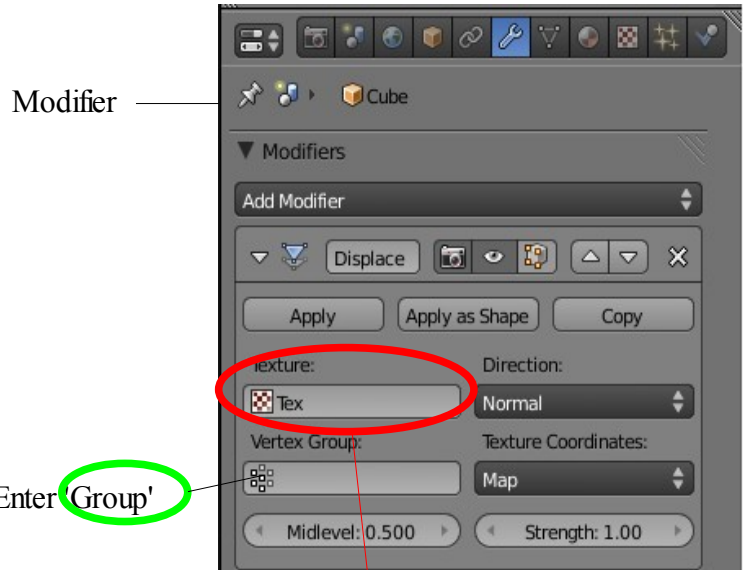 Modifier
Cube
Modifiers
Add Modifier
Displace
Apply Apply as Shape Copy
Texture: Direction:
Tex Normal
Vertex Group: Texture Coordinates:
Enter 'Group' Map
Midlevel: 0.500 Strength: 1.00